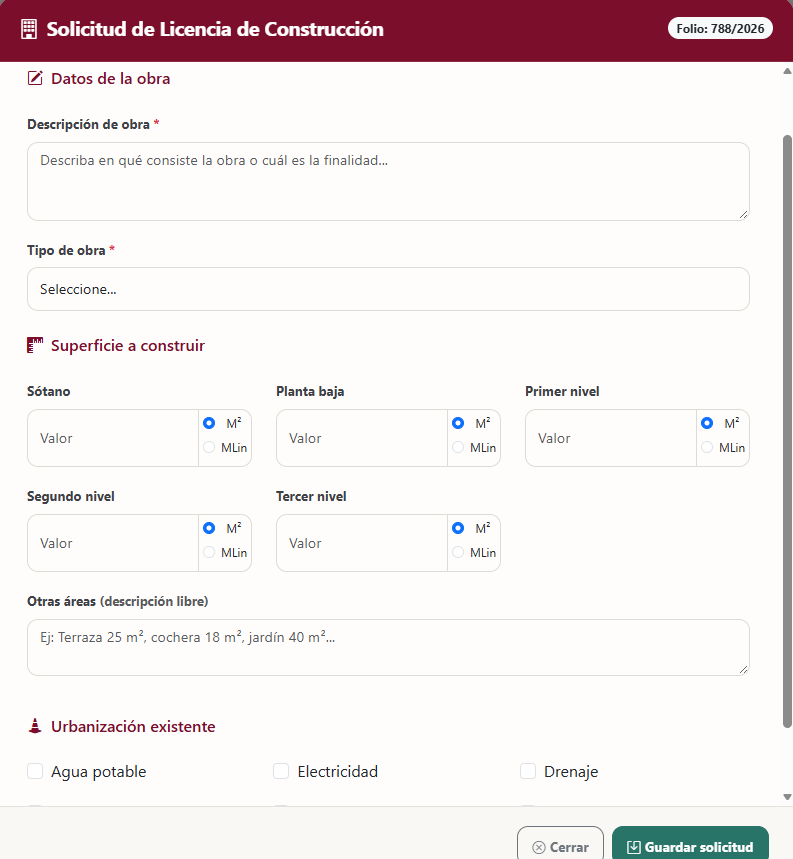 Solicitud de Licencia de Construcción
Folio: 788/2026
Datos de la obra
Descripción de obra *
Describa en qué consiste la obra o cuál es la finalidad...
Tipo de obra *
Seleccione...
Superficie a construir
Sótano
Planta baja
Primer nivel
Valor
M²
MLin
Valor
M²
MLin
Valor
M²
MLin
Segundo nivel
Tercer nivel
Valor
M²
MLin
Valor
M²
MLin
Otras áreas (descripción libre)
Ej: Terraza 25 m², cochera 18 m², jardín 40 m²...
Urbanización existente
Agua potable
Electricidad
Drenaje
Cerrar
Guardar solicitud